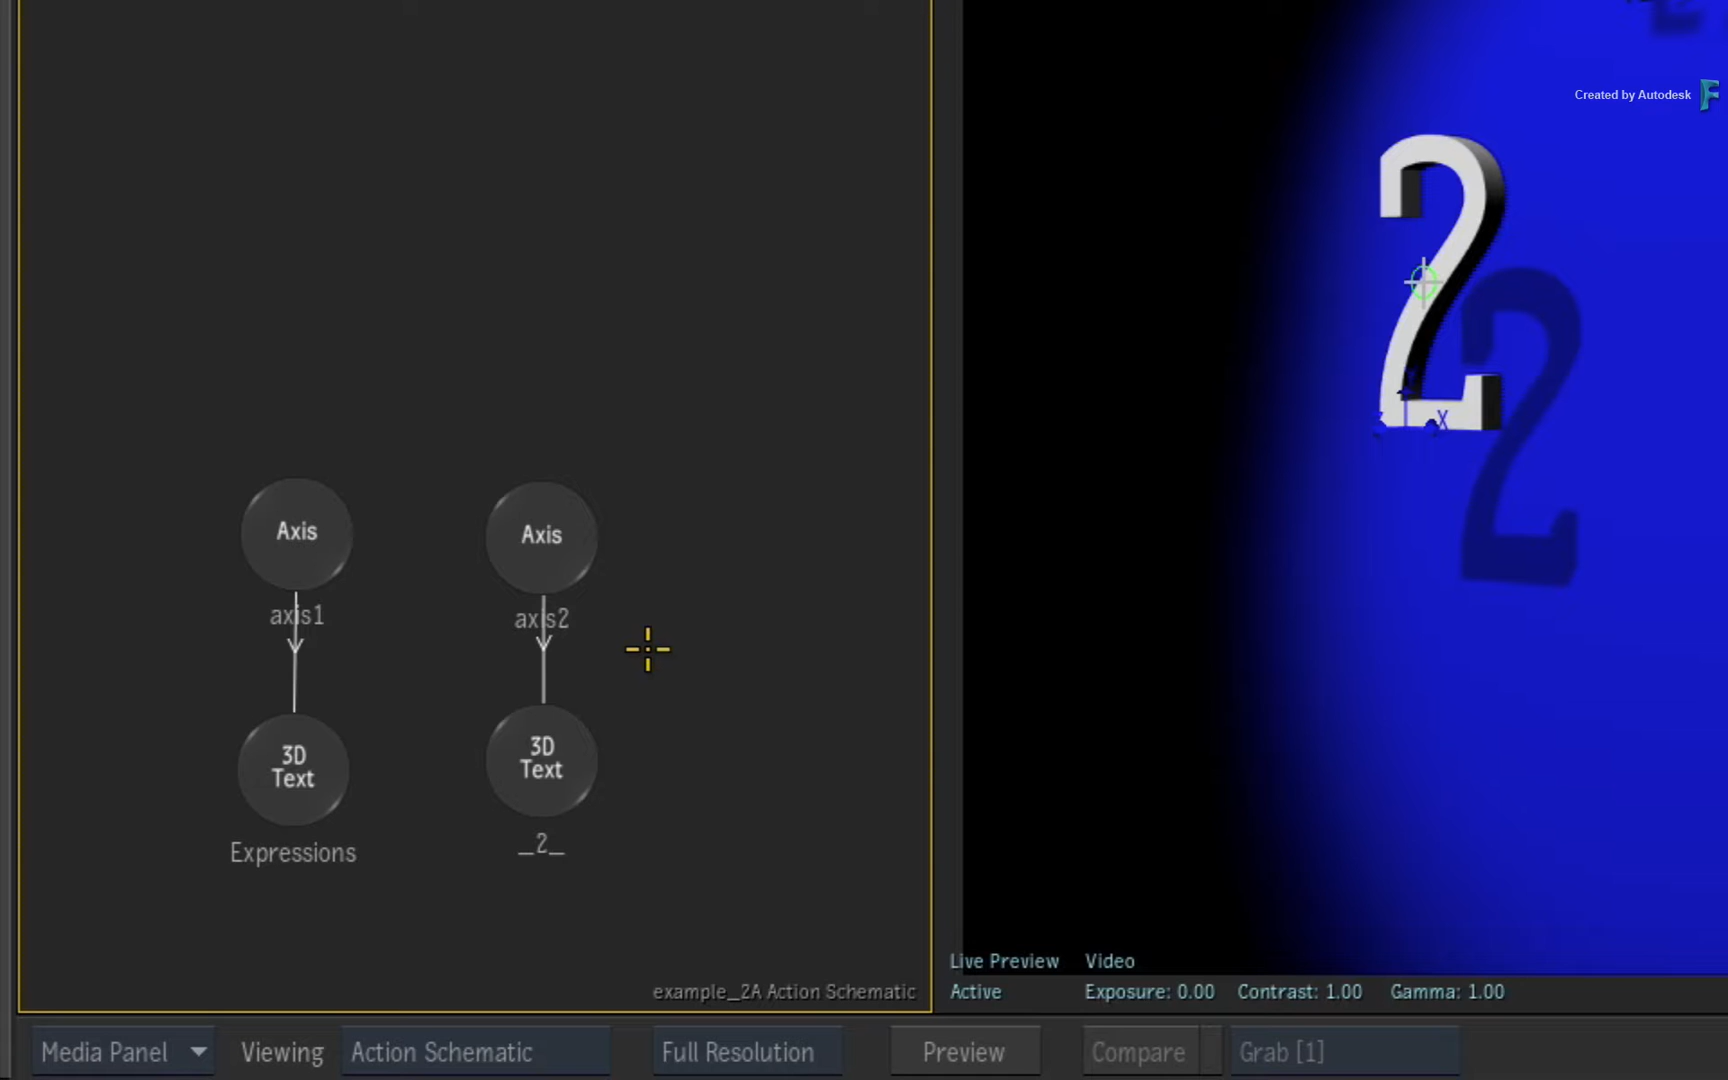 Created by Autodesk
2
2
X
Axis
axis1
Axis
axis2
3D
Text
Expressions
3D
Text
_2_
example_2A Action Schematic
Live Preview Video
Active Exposure: 0.00 Contrast: 1.00 Gamma: 1.00
Media Panel Viewing Action Schematic Full Resolution Preview Compare Grab [1]